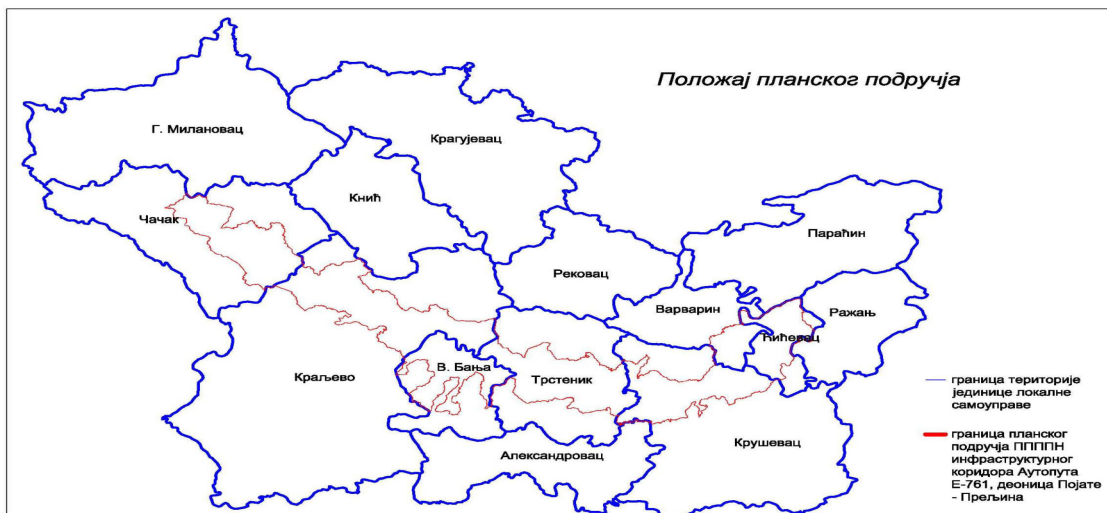 Положај планског подручја
Г. Милановац
Крагујевац
Кнић
Чачак
Параћин
Рековац
Варварин
Ражањ
Ћићевац
В. Бања
Краљево
Трстеник
Александровац
Крушевац
граница територије
јединице локалне
самоуправе
граница планског
подручја ППППН
инфраструктурног
коридора Аутопута
Е-761, деоница Појате
- Прељина